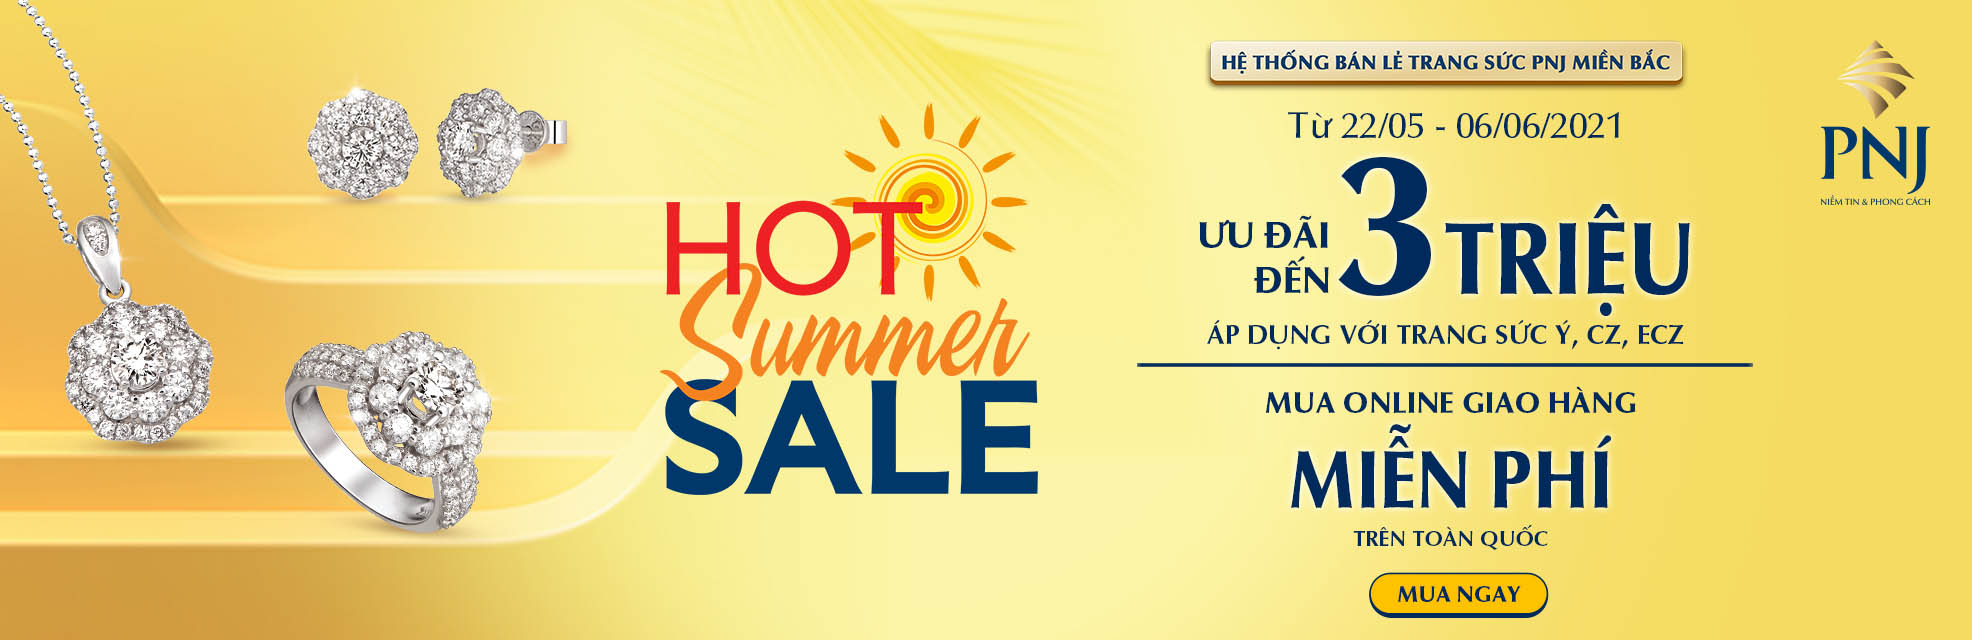 HOT
Summer
SALE
HỆ THỐNG BÁN LẺ TRANG SỨC PNJ MIỀN BẮC
Từ 22/05 - 06/06/2021
ƯU ĐÃI
ĐẾN
3 TRIỆU
ÁP DỤNG VỚI TRANG SỨC Ý, CZ, ECZ
MUA ONLINE GIAO HÀNG
MIỄN PHÍ
TRÊN TOÀN QUỐC
MUA NGAY
PNJ
NIỀM TIN & PHONG CÁCH